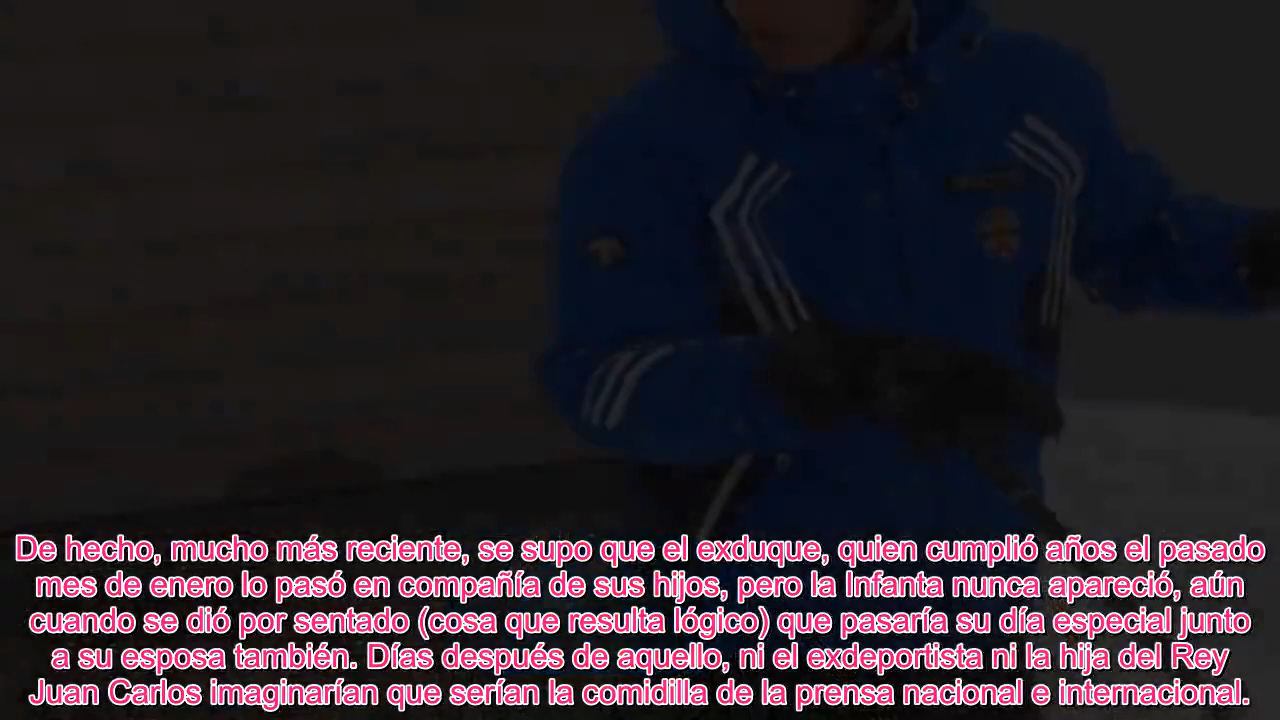 De hecho, mucho más reciente, se supo que el exduque, quien cumplió años el pasado
mes de enero lo pasó en compañía de sus hijos, pero la Infanta nunca apareció, aún
cuando se dió por sentado (cosa que resulta lógico) que pasaría su día especial junto
a su esposa también. Días después de aquello, ni el exdeportista ni la hija del Rey
Juan Carlos imaginarían que serían la comidilla de la prensa nacional e internacional.